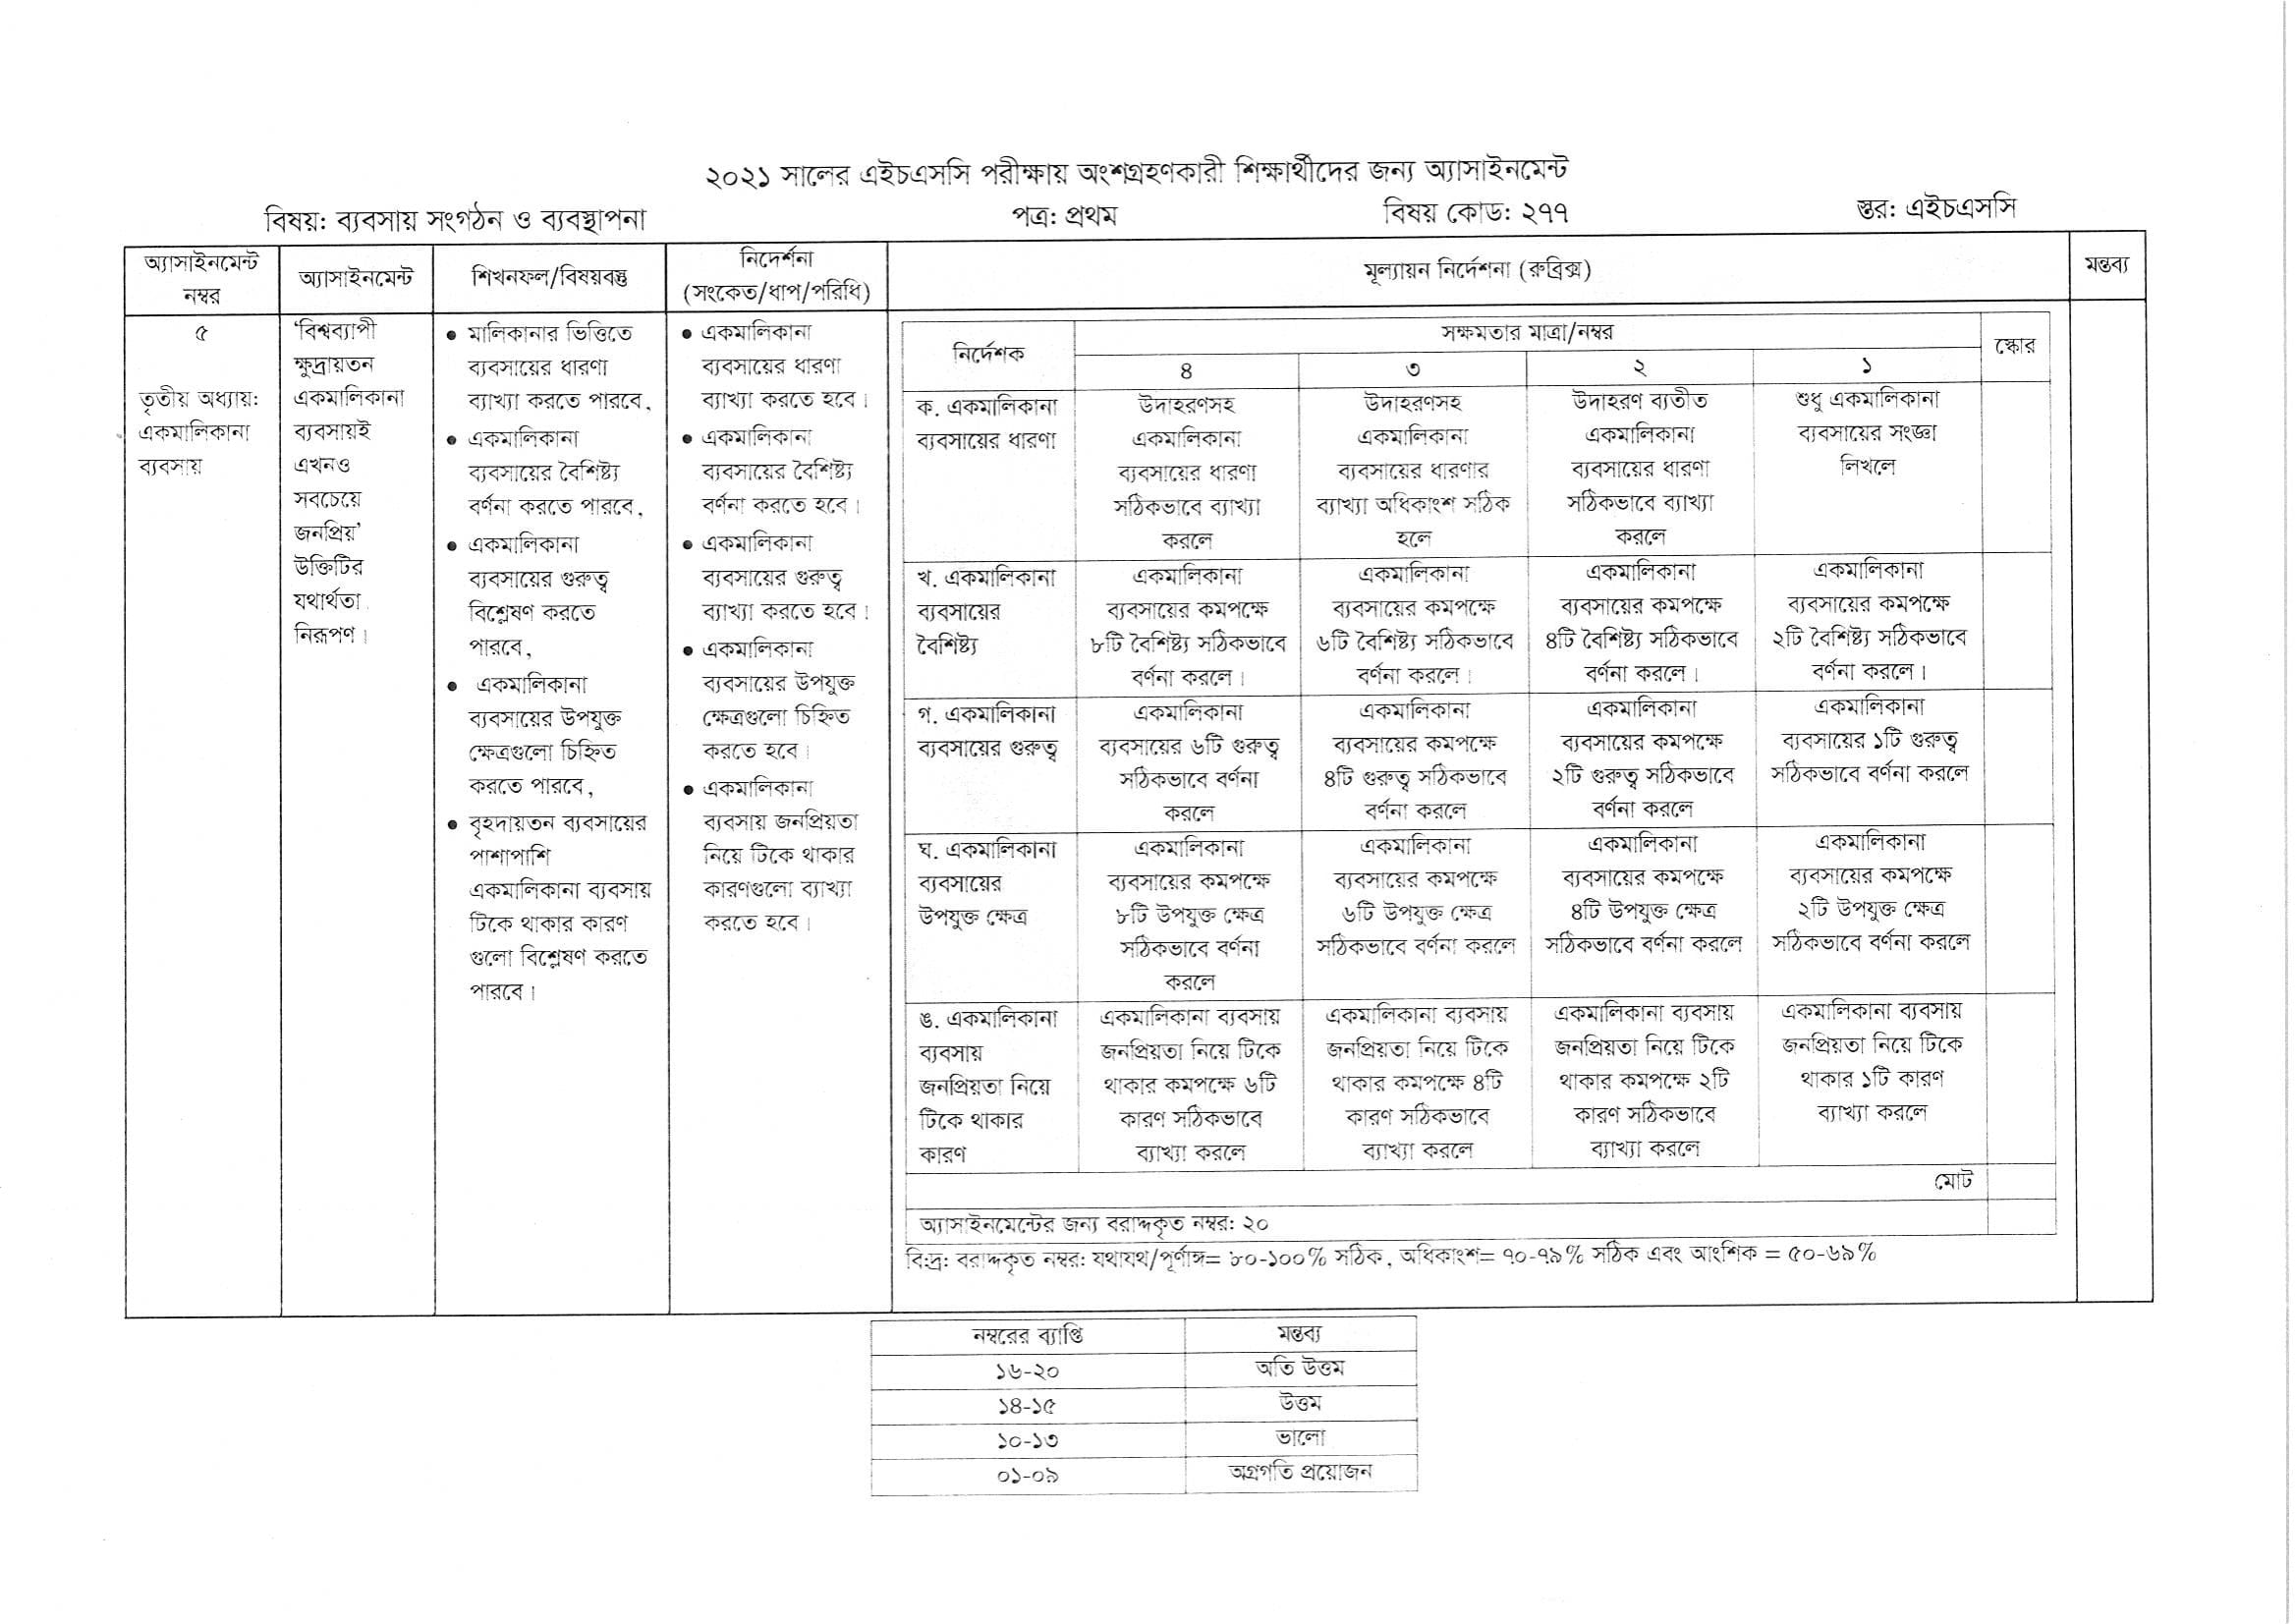 ২০২১ সালের এইচএসসি পরীক্ষায় অংশগ্রহণকারী শিক্ষার্থীদের জন্য অ্যাসাইনমেন্ট
বিষয়: ব্যবসায় সংগঠন ও ব্যবস্থাপনা
পত্র: প্রথম
বিষয় কোড: ২৭৭
স্তর: এইচএসসি
অ্যাসাইনমেন্ট
নম্বর
অ্যাসাইনমেন্ট
শিখনফল/বিষয়বস্তু
নির্দেশনা
(সংকেত/ধাপ/পরিধি)
মূল্যায়ন নির্দেশনা (রুব্রিক্স)
মন্তব্য
৫
তৃতীয় অধ্যায়:
একমালিকানা
ব্যবসায়
‘বিশ্বব্যাপী
ক্ষুদ্রায়তন
একমালিকানা
ব্যবসায়ই
এখনও
সবচেয়ে
জনপ্রিয়’
উক্তিটির
যথার্থতা
নিরূপণ।
• মালিকানার ভিত্তিতে
ব্যবসায়ের ধারণা
ব্যাখ্যা করতে পারবে,
• একমালিকানা
ব্যবসায়ের বৈশিষ্ট্য
বর্ণনা করতে পারবে,
• একমালিকানা
ব্যবসায়ের গুরুত্ব
বিশ্লেষণ করতে
পারবে,
• একমালিকানা
ব্যবসায়ের উপযুক্ত
ক্ষেত্রগুলো চিহ্নিত
করতে পারবে,
• বৃহদায়তন ব্যবসায়ের
পাশাপাশি
একমালিকানা ব্যবসায়
টিকে থাকার কারণ
গুলো বিশ্লেষণ করতে
পারবে।
• একমালিকানা
ব্যবসায়ের ধারণা
ব্যাখ্যা করতে হবে।
• একমালিকানা
ব্যবসায়ের বৈশিষ্ট্য
বর্ণনা করতে হবে।
• একমালিকানা
ব্যবসায়ের গুরুত্ব
ব্যাখ্যা করতে হবে।
• একমালিকানা
ব্যবসায়ের উপযুক্ত
ক্ষেত্রগুলো চিহ্নিত
করতে হবে।
• একমালিকানা
ব্যবসায় জনপ্রিয়তা
নিয়ে টিকে থাকার
কারণগুলো ব্যাখ্যা
করতে হবে।
নির্দেশক
সক্ষমতার মাত্রা/নম্বর
স্কোর
৪
৩
২
১
ক. একমালিকানা
ব্যবসায়ের ধারণা
উদাহরণসহ
একমালিকানা
ব্যবসায়ের ধারণা
সঠিকভাবে ব্যাখ্যা
করলে
উদাহরণসহ
একমালিকানা
ব্যবসায়ের ধারণার
ব্যাখ্যা অধিকাংশ সঠিক
হলে
উদাহরণ ব্যতীত
একমালিকানা
ব্যবসায়ের ধারণা
সঠিকভাবে ব্যাখ্যা
করলে
শুধু একমালিকানা
ব্যবসায়ের সংজ্ঞা
লিখলে
খ. একমালিকানা
ব্যবসায়ের
বৈশিষ্ট্য
একমালিকানা
ব্যবসায়ের কমপক্ষে
৮টি বৈশিষ্ট্য সঠিকভাবে
বর্ণনা করলে।
একমালিকানা
ব্যবসায়ের কমপক্ষে
৬টি বৈশিষ্ট্য সঠিকভাবে
বর্ণনা করলে।
একমালিকানা
ব্যবসায়ের কমপক্ষে
৪টি বৈশিষ্ট্য সঠিকভাবে
বর্ণনা করলে।
একমালিকানা
ব্যবসায়ের কমপক্ষে
২টি বৈশিষ্ট্য সঠিকভাবে
বর্ণনা করলে।
গ. একমালিকানা
ব্যবসায়ের গুরুত্ব
একমালিকানা
ব্যবসায়ের ৬টি গুরুত্ব
সঠিকভাবে বর্ণনা
করলে
একমালিকানা
ব্যবসায়ের কমপক্ষে
৪টি গুরুত্ব সঠিকভাবে
বর্ণনা করলে
একমালিকানা
ব্যবসায়ের কমপক্ষে
২টি গুরুত্ব সঠিকভাবে
বর্ণনা করলে
একমালিকানা
ব্যবসায়ের ১টি গুরুত্ব
সঠিকভাবে বর্ণনা করলে
ঘ. একমালিকানা
ব্যবসায়ের
উপযুক্ত ক্ষেত্র
একমালিকানা
ব্যবসায়ের কমপক্ষে
৮টি উপযুক্ত ক্ষেত্র
সঠিকভাবে বর্ণনা
করলে
একমালিকানা
ব্যবসায়ের কমপক্ষে
৬টি উপযুক্ত ক্ষেত্র
সঠিকভাবে বর্ণনা করলে
একমালিকানা
ব্যবসায়ের কমপক্ষে
৪টি উপযুক্ত ক্ষেত্র
সঠিকভাবে বর্ণনা করলে
একমালিকানা
ব্যবসায়ের কমপক্ষে
২টি উপযুক্ত ক্ষেত্র
সঠিকভাবে বর্ণনা করলে
ঙ. একমালিকানা
ব্যবসায়
জনপ্রিয়তা নিয়ে
টিকে থাকার
কারণ
একমালিকানা ব্যবসায়
জনপ্রিয়তা নিয়ে টিকে
থাকার কমপক্ষে ৬টি
কারণ সঠিকভাবে
ব্যাখ্যা করলে
একমালিকানা ব্যবসায়
জনপ্রিয়তা নিয়ে টিকে
থাকার কমপক্ষে ৪টি
কারণ সঠিকভাবে
ব্যাখ্যা করলে
একমালিকানা ব্যবসায়
জনপ্রিয়তা নিয়ে টিকে
থাকার কমপক্ষে ২টি
কারণ সঠিকভাবে
ব্যাখ্যা করলে
একমালিকানা ব্যবসায়
জনপ্রিয়তা নিয়ে টিকে
থাকার ১টি কারণ
ব্যাখ্যা করলে
মোট
অ্যাসাইনমেন্টের জন্য বরাদ্দকৃত নম্বর: ২০
বি:দ্র: বরাদ্দকৃত নম্বর: যথাযথ/পূর্ণাঙ্গ= ৮০-১০০% সঠিক, অধিকাংশ= ৭০-৭৯% সঠিক এবং আংশিক = ৫০-৬৯%
নম্বরের ব্যাপ্তি
মন্তব্য
১৬-২০
অতি উত্তম
১৪-১৫
উত্তম
১০-১৩
ভালো
০১-০৯
অগ্রগতি প্রয়োজন